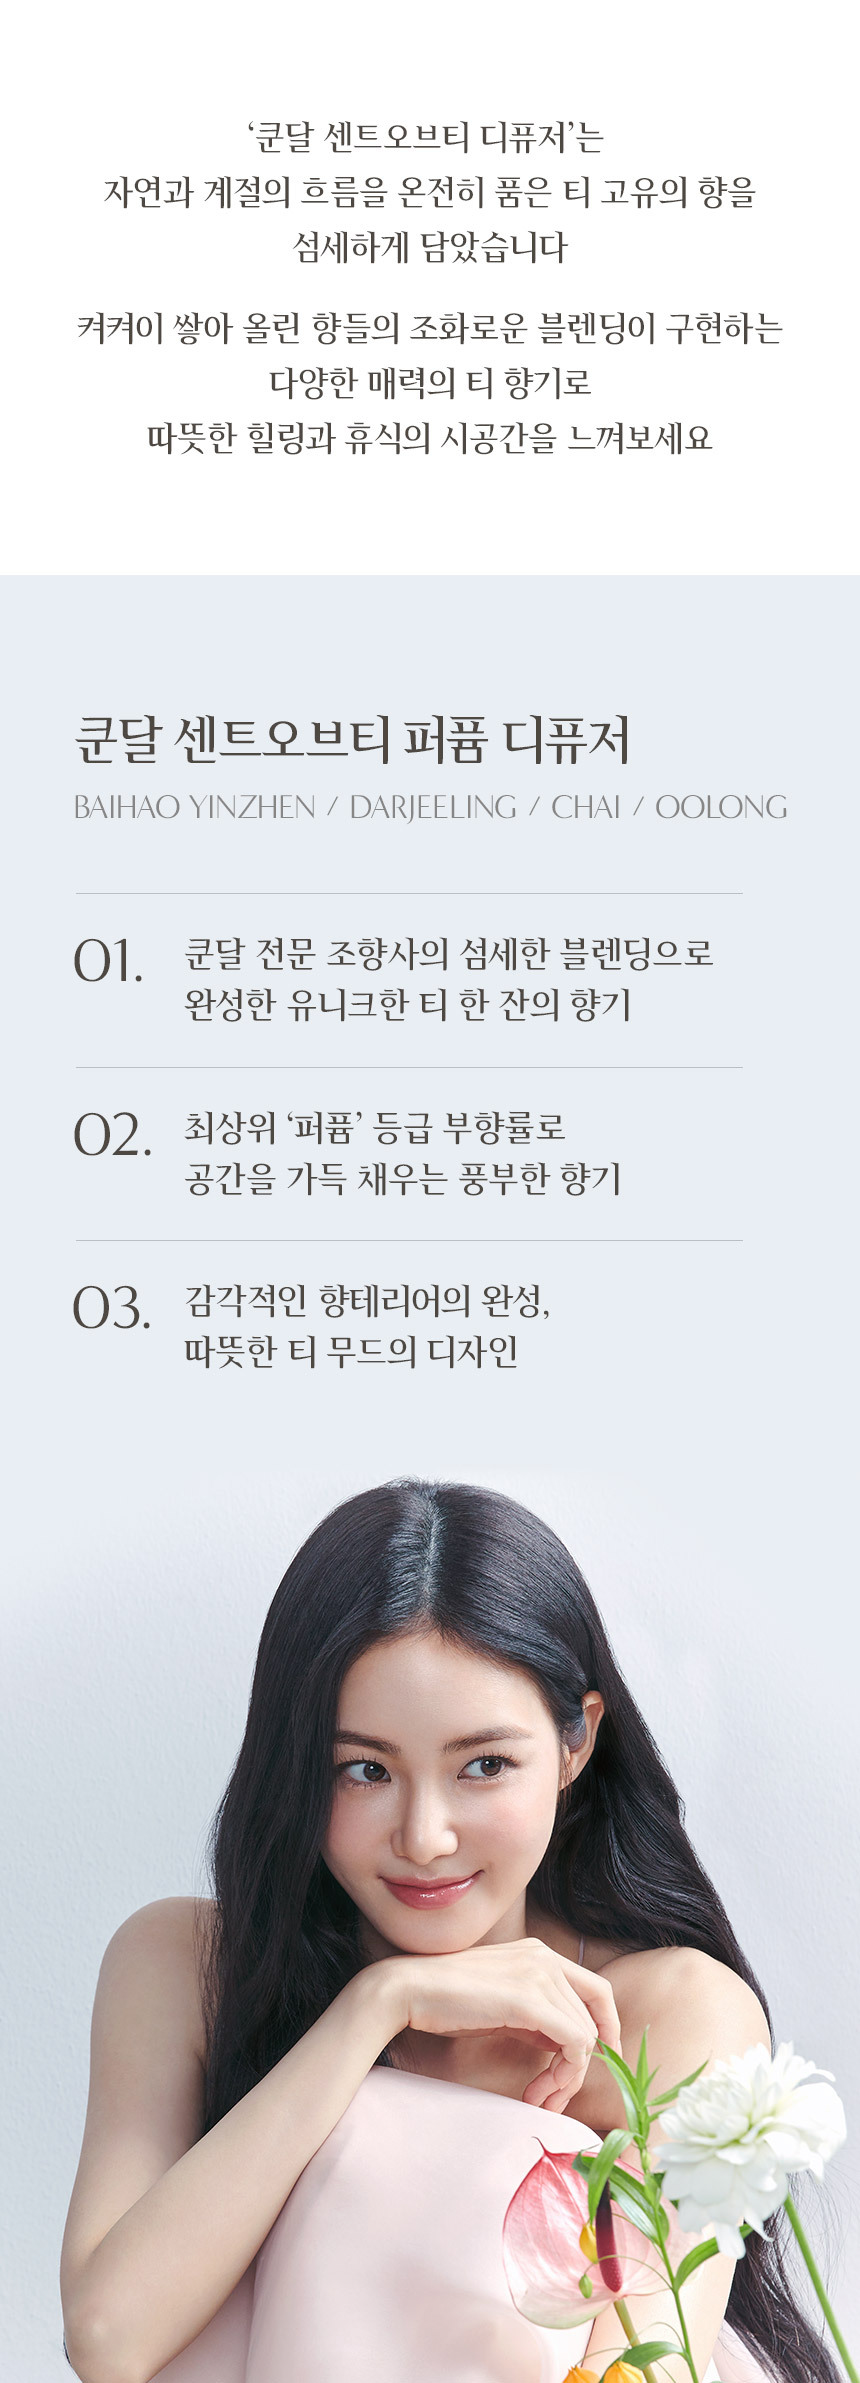 ‘쿤달 센트오브티 디퓨저’는
자연과 계절의 흐름을 온전히 품은 티 고유의 향을
섬세하게 담았습니다
켜켜이 쌓아 올린 향들의 조화로운 블렌딩이 구현하는
다양한 매력의 티 향기로
따뜻한 힐링과 휴식의 시공간을 느껴보세요
쿤달 센트오브티 퍼퓸 디퓨저
BAIHAO YINZHEN / DARJEELING / CHAI / OOLONG
01. 쿤달 전문 조향사의 섬세한 블렌딩으로
완성한 유니크한 티 한 잔의 향기
02. 최상위 ‘퍼퓸’ 등급 부향률로
공간을 가득 채우는 풍부한 향기
03. 감각적인 향테리어의 완성,
따뜻한 티 무드의 디자인